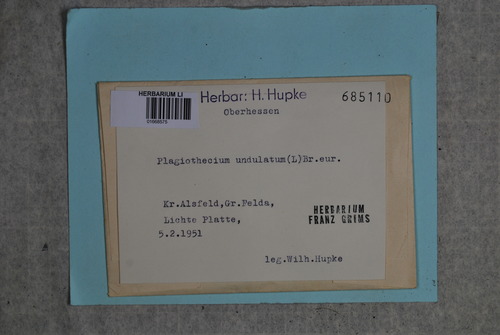 HERBARIUM LI
Herbar: H. Hupke
685110
Oberhessen
Plagiothecium undulatum(L)Br.eur.
Kr.Alsfeld,Gr.Felda,
Lichte Platte,
5.2.1951
HERBARIUM
FRANZ GRIMS
leg.Wilh.Hupke